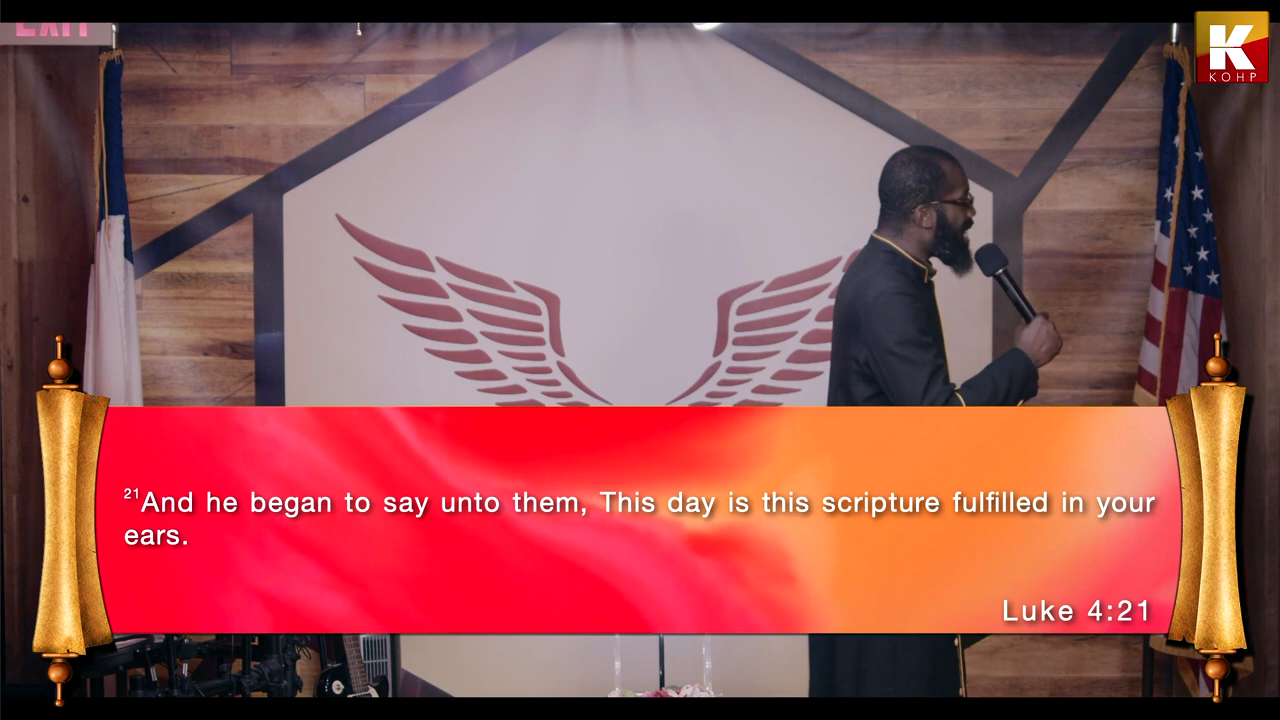 EXIT
K
KOHP
21And he began to say unto them, This day is this scripture fulfilled in your
ears.
Luke 4:21